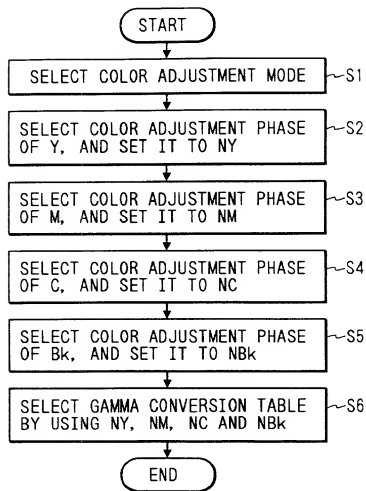 START
SELECT COLOR ADJUSTMENT MODE
S1
SELECT COLOR ADJUSTMENT PHASE
OF Y, AND SET IT TO NY
S2
SELECT COLOR ADJUSTMENT PHASE
OF M, AND SET IT TO NM
S3
SELECT COLOR ADJUSTMENT PHASE
OF C, AND SET IT TO NC
S4
SELECT COLOR ADJUSTMENT PHASE
OF Bk, AND SET IT TO NBk
S5
SELECT GAMMA CONVERSION TABLE
BY USING NY, NM, NC AND NBk
S6
END